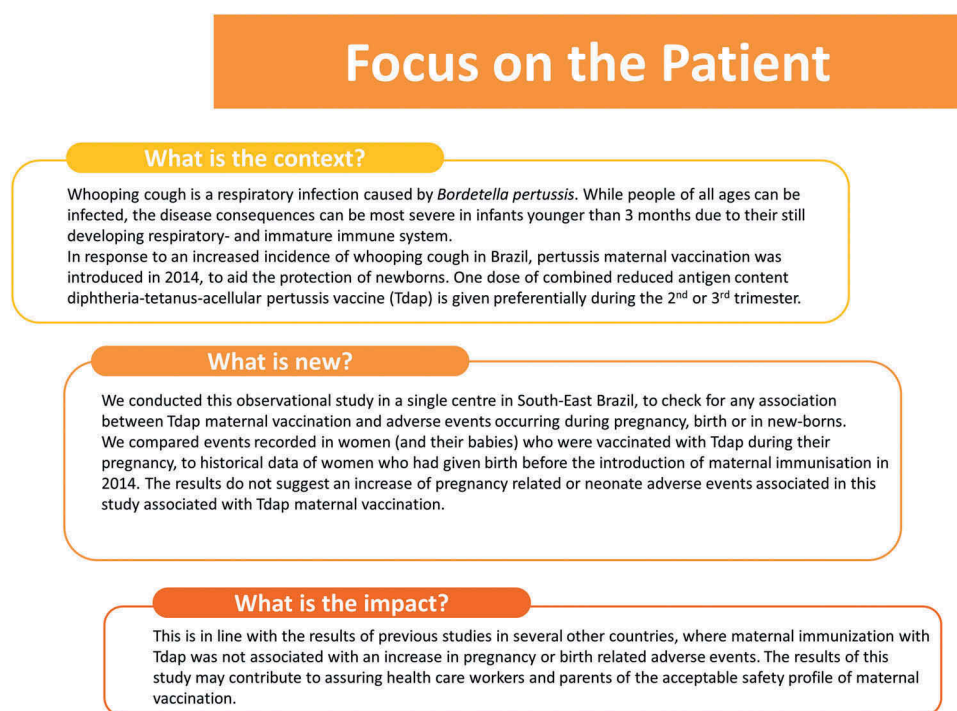 Focus on the Patient
What is the context?
Whooping cough is a respiratory infection caused by Bordetella pertussis. While people of all ages can be
infected, the disease consequences can be most severe in infants younger than 3 months due to their still
developing respiratory- and immature immune system.
In response to an increased incidence of whooping cough in Brazil, pertussis maternal vaccination was
introduced in 2014, to aid the protection of newborns. One dose of combined reduced antigen content
diphtheria-tetanus-acellular pertussis vaccine (Tdap) is given preferentially during the 2nd or 3rd trimester.
What is new?
We conducted this observational study in a single centre in South-East Brazil, to check for any association
between Tdap maternal vaccination and adverse events occurring during pregnancy, birth or in new-borns.
We compared events recorded in women (and their babies) who were vaccinated with Tdap during their
pregnancy, to historical data of women who had given birth before the introduction of maternal immunisation in
2014. The results do not suggest an increase of pregnancy related or neonate adverse events associated in this
study associated with Tdap maternal vaccination.
What is the impact?
This is in line with the results of previous studies in several other countries, where maternal immunization with
Tdap was not associated with an increase in pregnancy or birth related adverse events. The results of this
study may contribute to assuring health care workers and parents of the acceptable safety profile of maternal
vaccination.